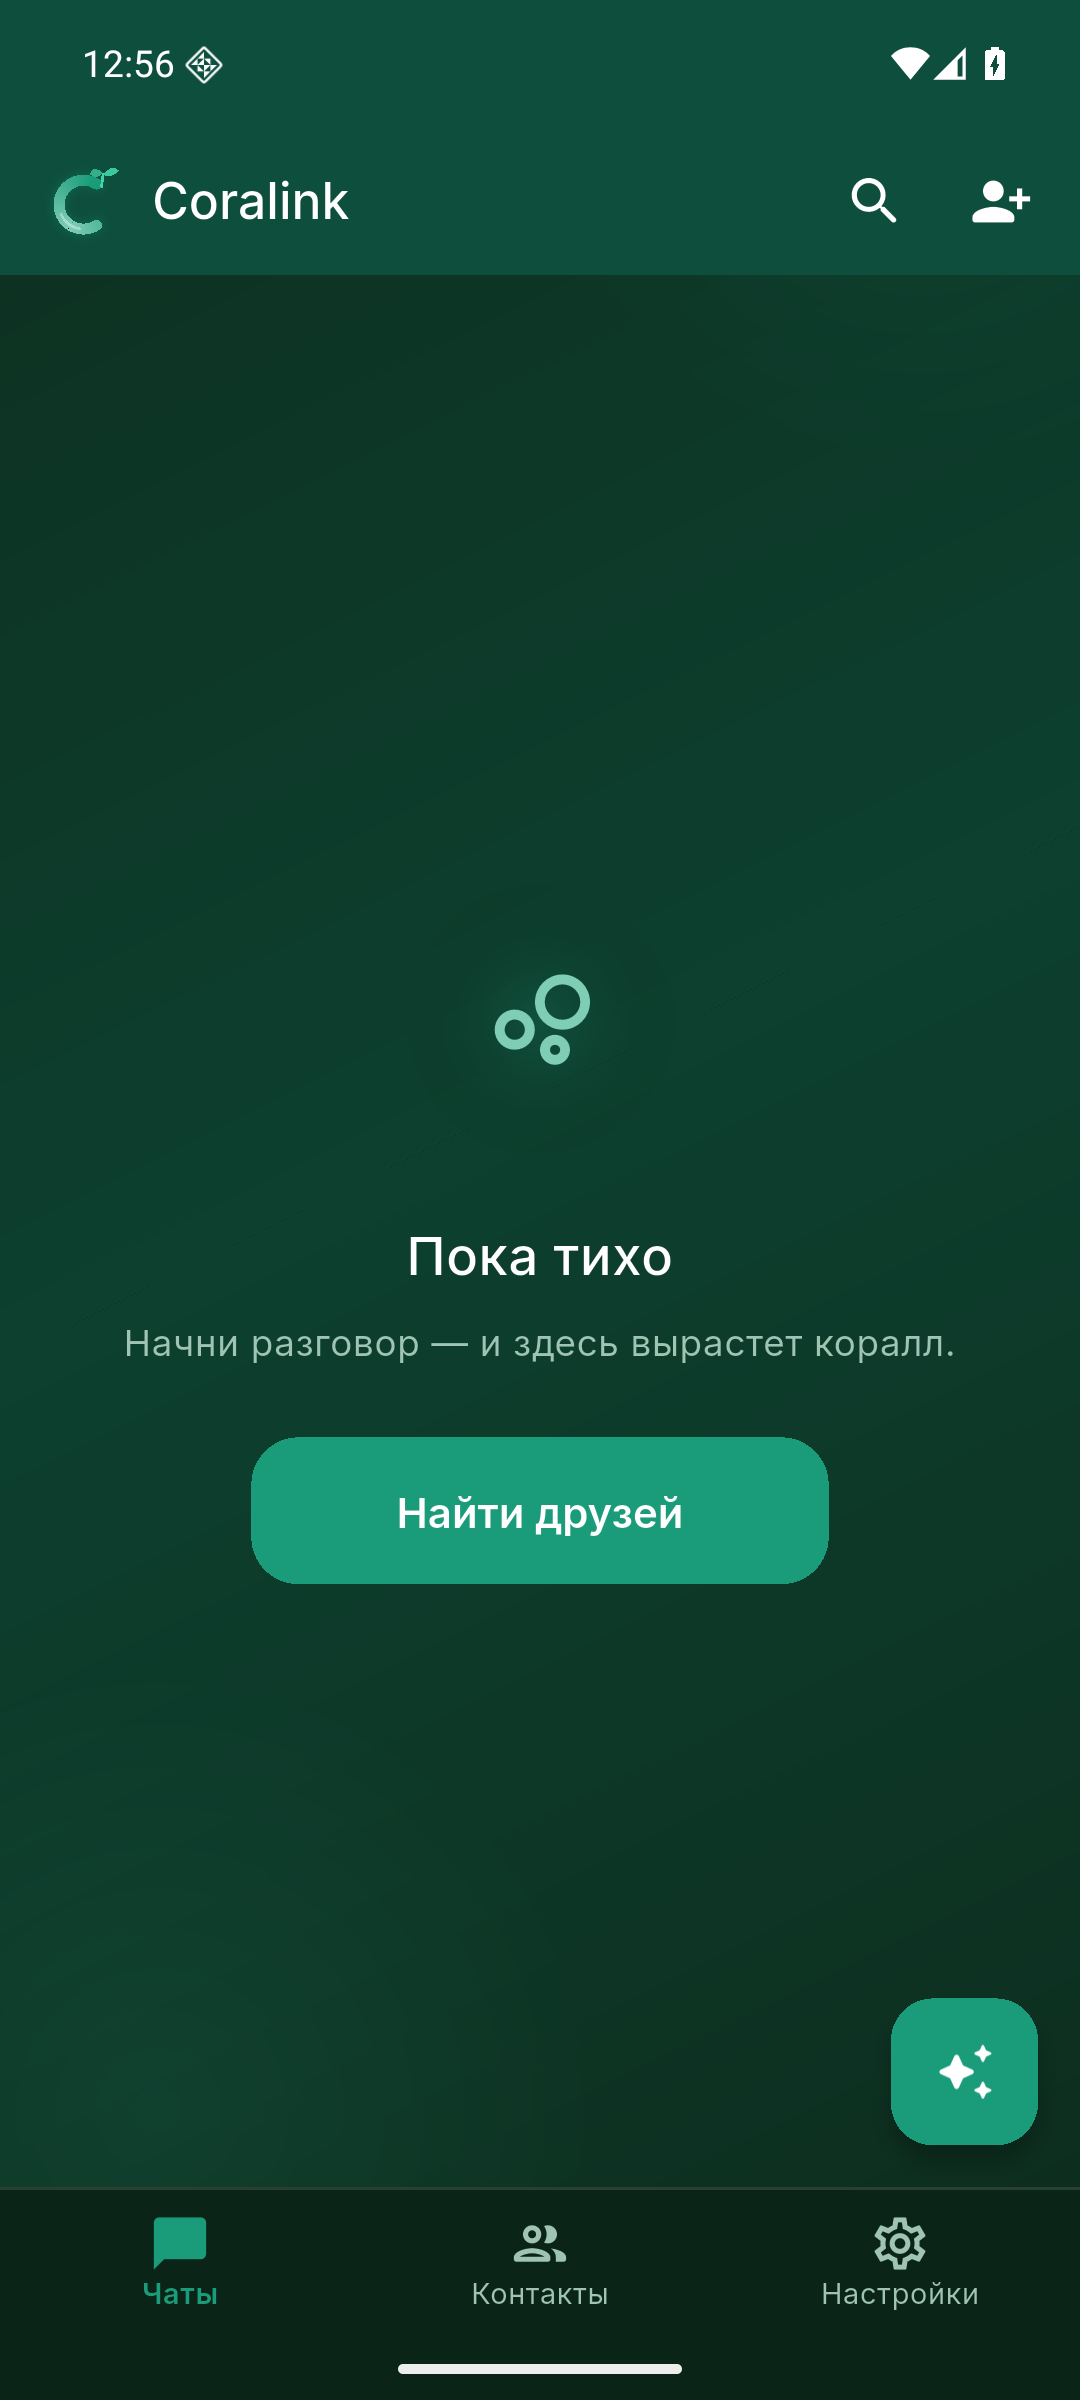 12:56
Coralink
Пока тихо
Начни разговор — и здесь вырастет коралл.
Найти друзей
Чаты
Контакты
Настройки